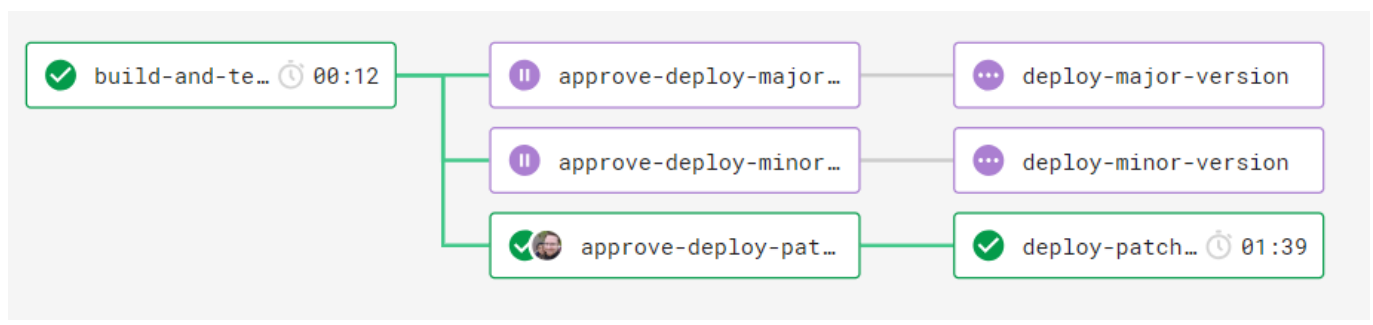 build-and-te… 00:12
approve-deploy-major…
deploy-major-version
approve-deploy-minor…
deploy-minor-version
approve-deploy-pat…
deploy-patch… 01:39